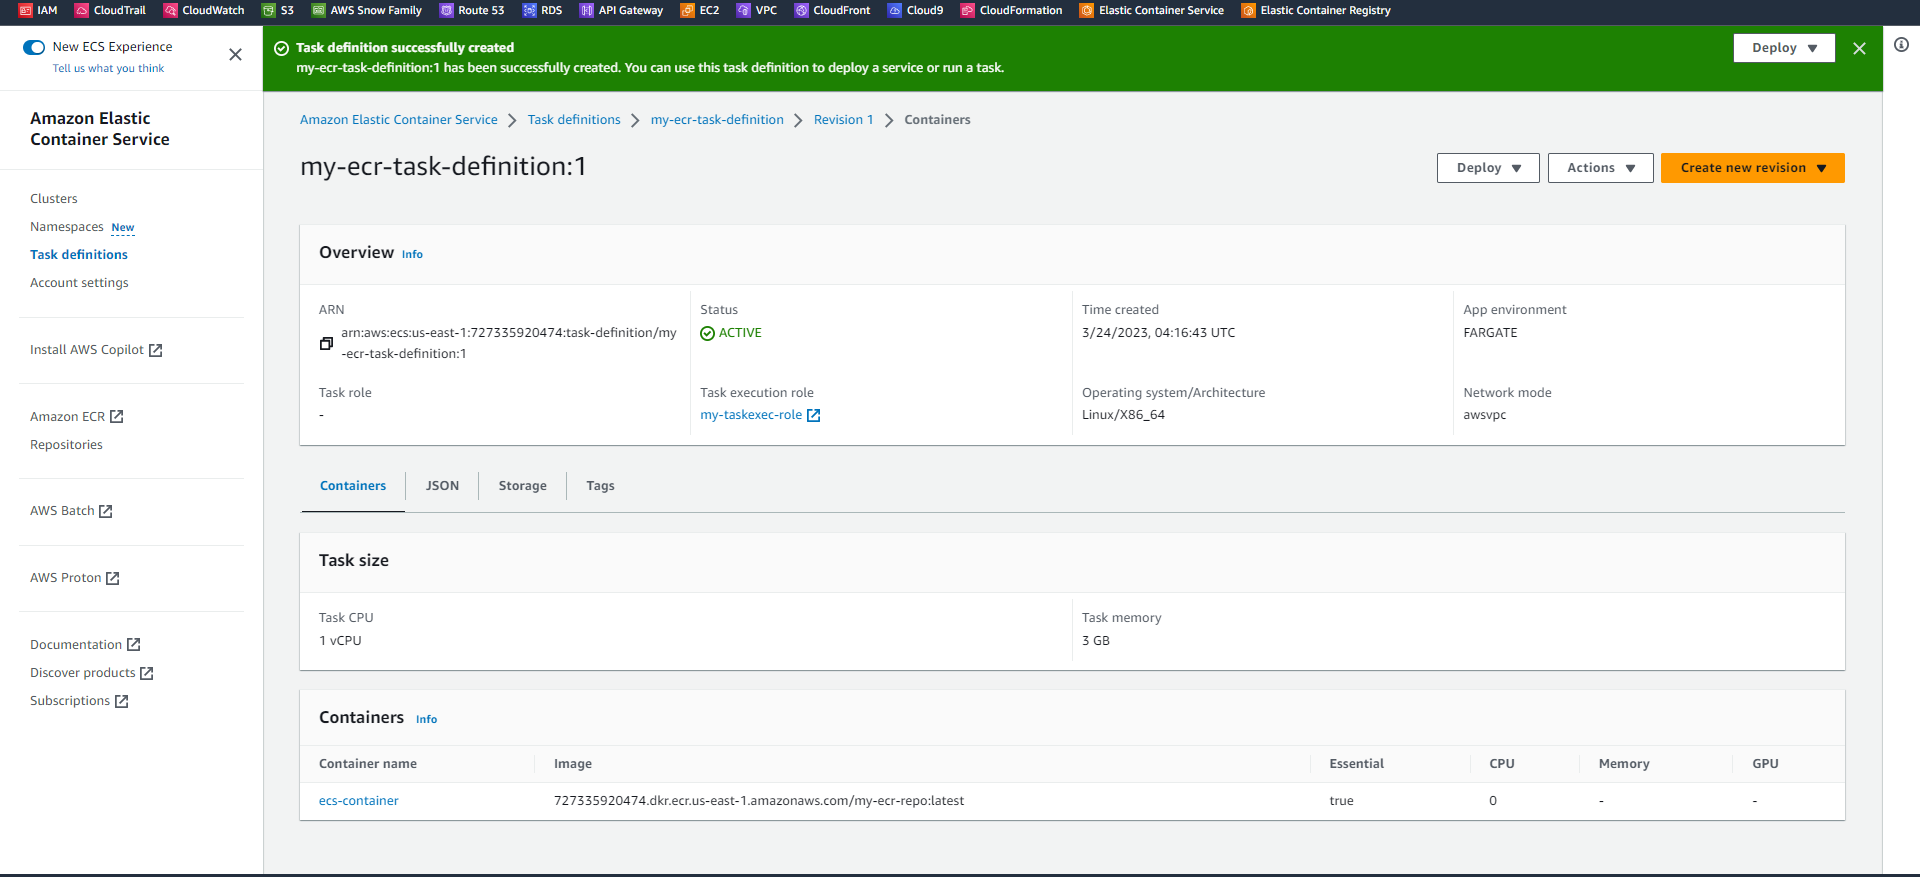 IAM CloudTrail CloudWatch S3 AWS Snow Family Route 53 RDS API Gateway EC2 VPC CloudFront Cloud9 CloudFormation Elastic Container Service Elastic Container Registry
New ECS Experience
Tell us what you think
Amazon Elastic
Container Service
Clusters
Namespaces New
Task definitions
Account settings
Install AWS Copilot
Amazon ECR
Repositories
AWS Batch
AWS Proton
Documentation
Discover products
Subscriptions
Task definition successfully created
my-ecr-task-definition:1 has been successfully created. You can use this task definition to deploy a service or run a task.
Deploy
Amazon Elastic Container Service Task definitions my-ecr-task-definition Revision 1 Containers
my-ecr-task-definition:1
Deploy Actions Create new revision
Overview Info
ARN
arn:aws:ecs:us-east-1:727335920474:task-definition/my
-ecr-task-definition:1
Status
ACTIVE
Time created
3/24/2023, 04:16:43 UTC
App environment
FARGATE
Task role
-
Task execution role
my-taskexec-role
Operating system/Architecture
Linux/X86_64
Network mode
awsvpc
Containers JSON Storage Tags
Task size
Task CPU
1 vCPU
Task memory
3 GB
Containers Info
Container name Image Essential CPU Memory GPU
ecs-container 727335920474.dkr.ecr.us-east-1.amazonaws.com/my-ecr-repo:latest true 0 - -